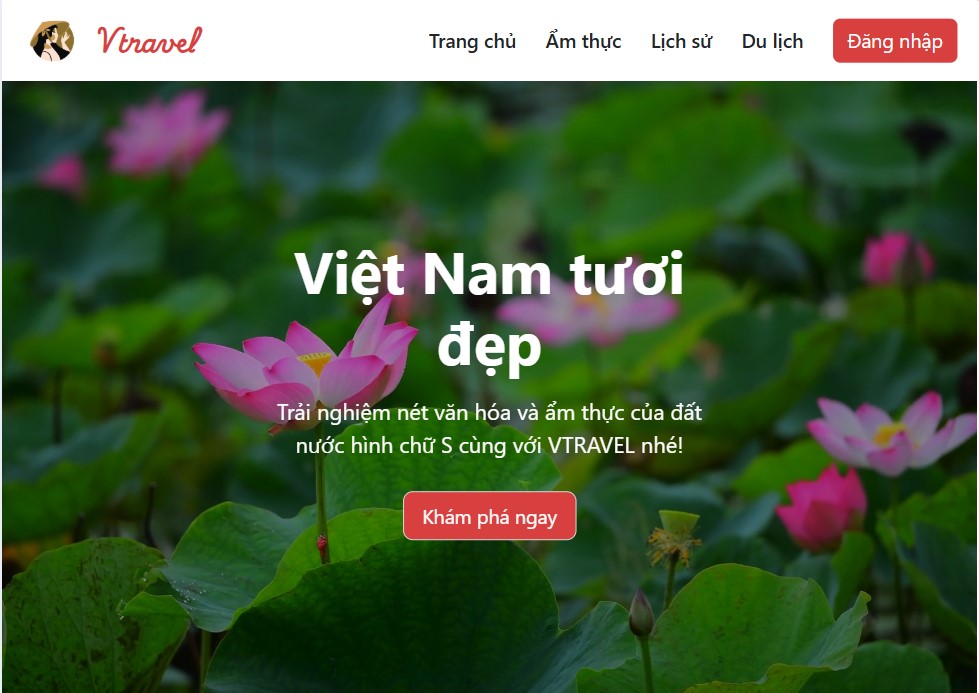 Vtravel
Trang chủ
Ẩm thực
Lịch sử
Du lịch
Đăng nhập
Việt Nam tươi
đẹp
Trải nghiệm nét văn hóa và ẩm thực của đất
nước hình chữ S cùng với VTRAVEL nhé!
Khám phá ngay